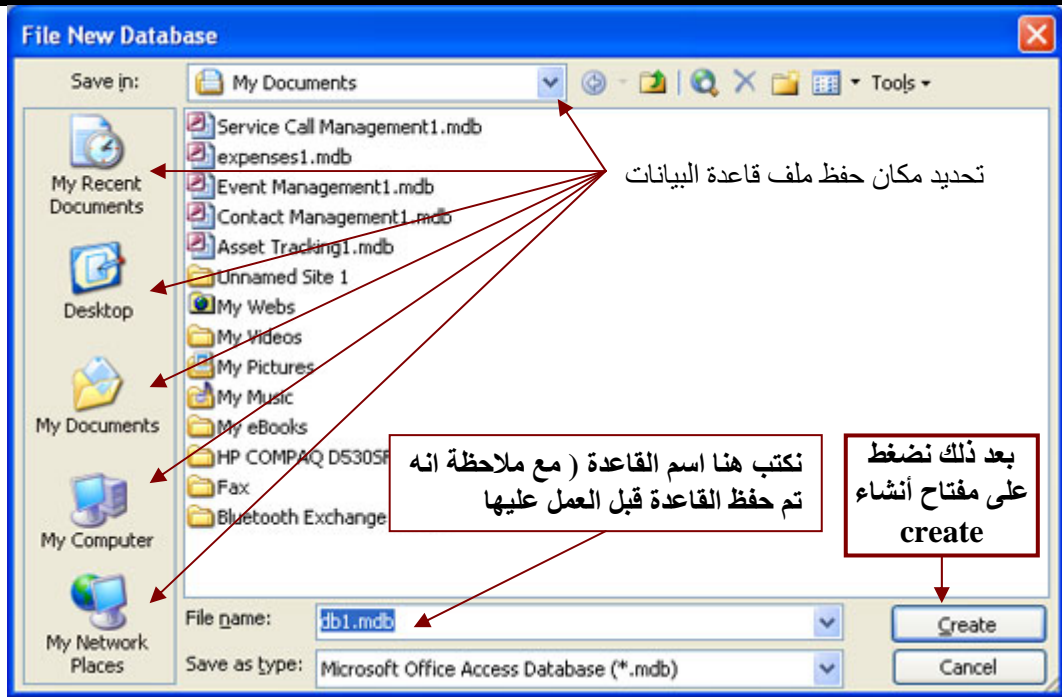 File New Database
Save in:
My Documents
Tools
My Recent
Documents
Desktop
My Documents
My Computer
My Network
Places
Service Call Management1.mdb
expenses1.mdb
Event Management1.mdb
Contact Management1.mdb
Asset Tracking1.mdb
Unnamed Site 1
My Webs
My Videos
My Pictures
My Music
My eBooks
HP COMPAQ D530SF
Fax
Bluetooth Exchange
تحديد مكان حفظ ملف قاعدة البيانات
نكتب هنا اسم القاعدة ( مع ملاحظة انه
تم حفظ القاعدة قبل العمل عليها
بعد ذلك نضغط
على مفتاح أنشاء
create
File name:
db1.mdb
Create
Save as type:
Microsoft Office Access Database (*.mdb)
Cancel